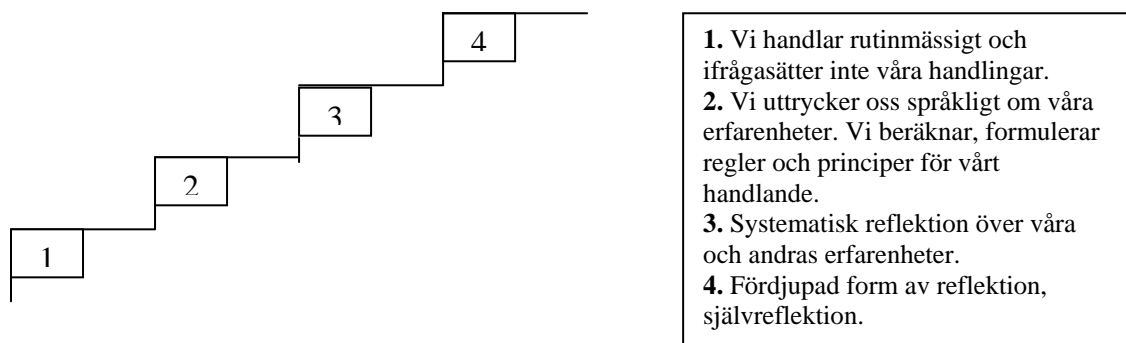 4
3
2
1
1. Vi handlar rutinmässigt och
ifrågasätter inte våra handlingar.
2. Vi uttrycker oss språkligt om våra
erfarenheter. Vi beräknar, formulerar
regler och principer för vårt
handlande.
3. Systematisk reflektion över våra
och andras erfarenheter.
4. Fördjupad form av reflektion,
självreflektion.